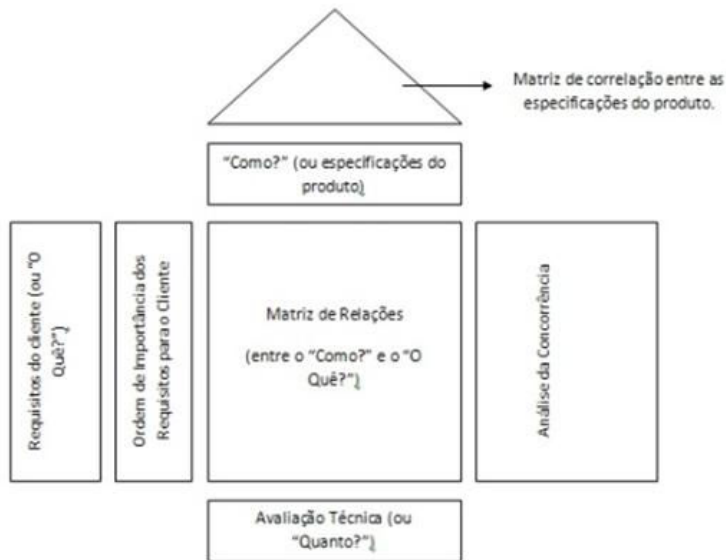 Matriz de correlação entre as
especificações do produto.
"Como?" (ou especificações do
produto)
Requisitos do cliente (ou "O
Quê?")
Ordem de Importância dos
Requisitos para o Cliente
Matriz de Relações
(entre o "Como?" e o "O
Quê?")
Análise da Concorrência
Avaliação Técnica (ou
"Quanto?")